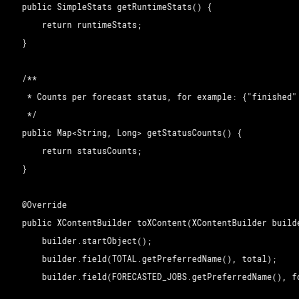 public SimpleStats getRuntimeStats() {
return runtimeStats;
}
/**
* Counts per forecast status, for example: {"finished"
*/
public Map<String, Long> getStatusCounts() {
return statusCounts;
}
@Override
public XContentBuilder toXContent(XContentBuilder builde
builder.startObject();
builder.field(TOTAL.getPreferredName(), total);
builder.field(FORECASTED_JOBS.getPreferredName(), fo